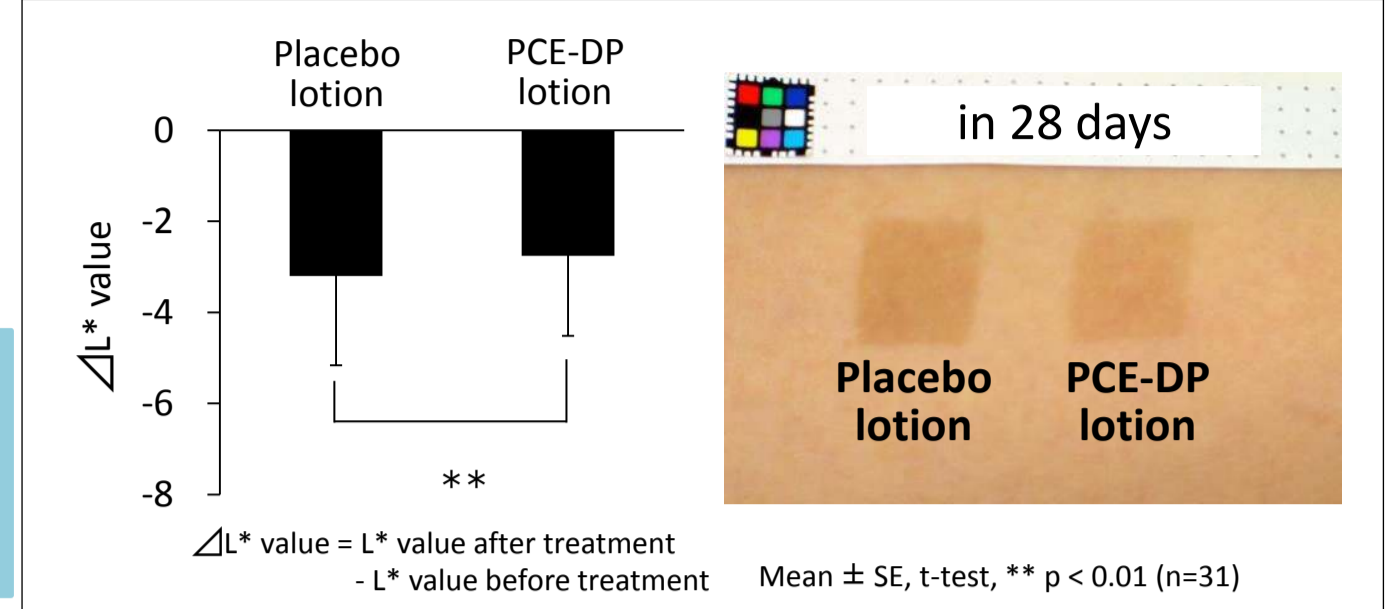 Placebo
lotion
PCE-DP
lotion
0
-2
-4
-6
-8
⊿L* value
**
⊿L* value = L* value after treatment
- L* value before treatment
in 28 days
Placebo
lotion
PCE-DP
lotion
Mean ± SE, t-test, ** p < 0.01 (n=31)